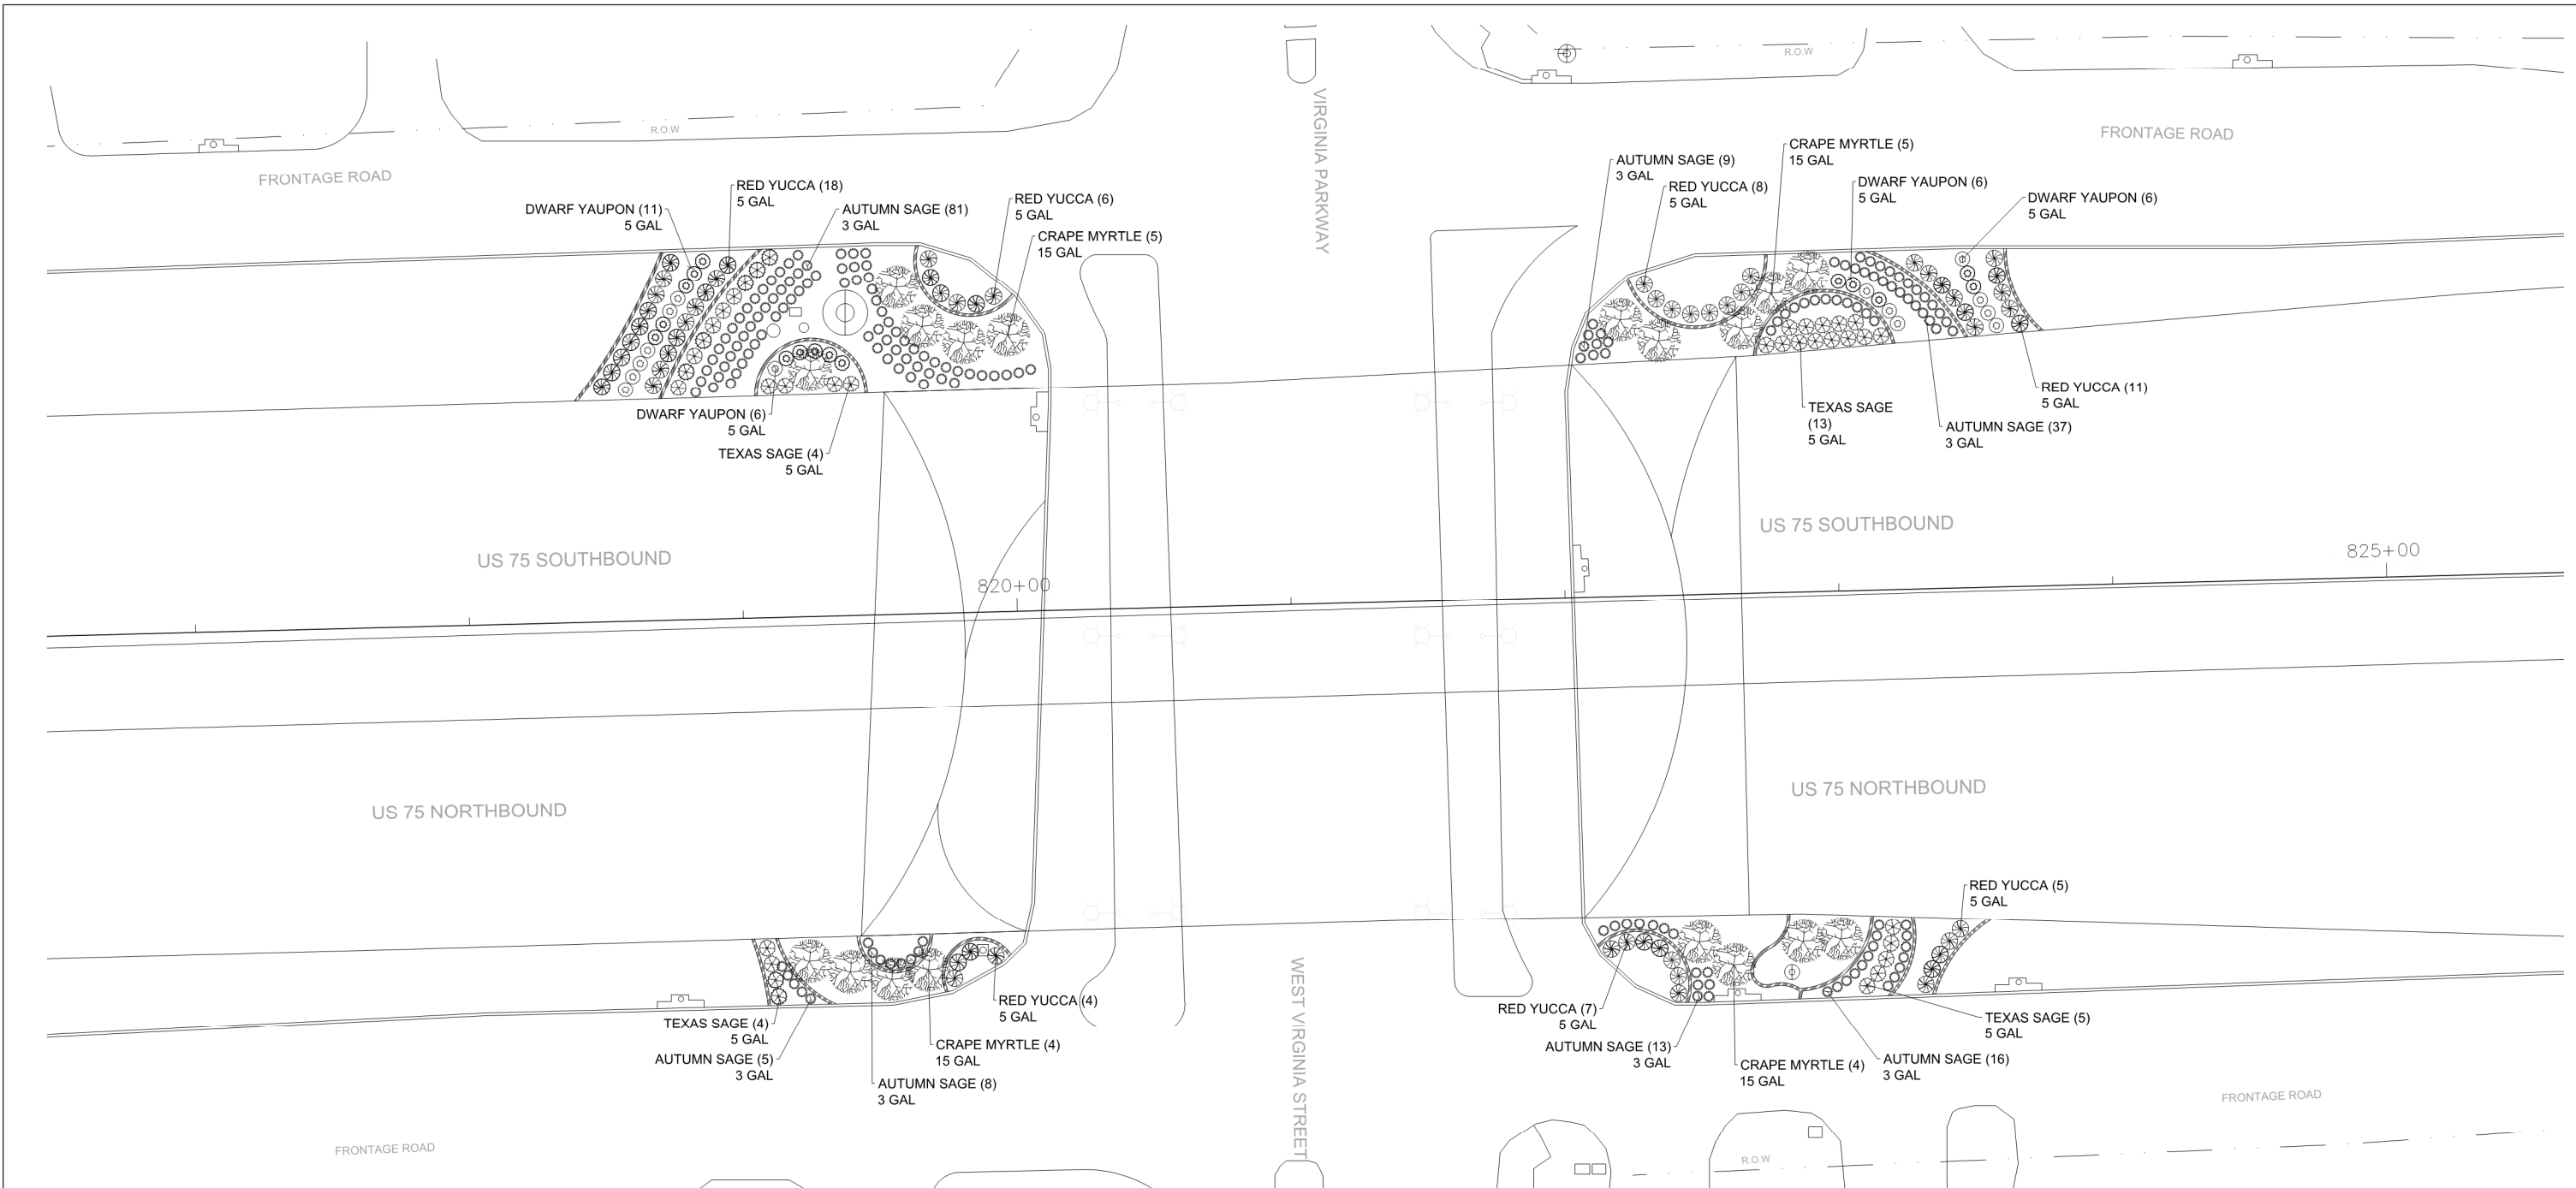 R.O.W
R.O.W
VIRGINIA PARKWAY
FRONTAGE ROAD
FRONTAGE ROAD
DWARF YAUPON (11)
5 GAL
RED YUCCA (18)
5 GAL
AUTUMN SAGE (81)
3 GAL
RED YUCCA (6)
5 GAL
CRAPE MYRTLE (5)
15 GAL
DWARF YAUPON (6)
5 GAL
TEXAS SAGE (4)
5 GAL
AUTUMN SAGE (9)
3 GAL
RED YUCCA (8)
5 GAL
CRAPE MYRTLE (5)
15 GAL
DWARF YAUPON (6)
5 GAL
DWARF YAUPON (6)
5 GAL
RED YUCCA (11)
5 GAL
TEXAS SAGE
(13)
5 GAL
AUTUMN SAGE (37)
3 GAL
US 75 SOUTHBOUND
US 75 SOUTHBOUND
820+00
825+00
US 75 NORTHBOUND
US 75 NORTHBOUND
TEXAS SAGE (4)
5 GAL
AUTUMN SAGE (5)
3 GAL
RED YUCCA (4)
5 GAL
CRAPE MYRTLE (4)
15 GAL
AUTUMN SAGE (8)
3 GAL
WEST VIRGINIA STREET
RED YUCCA (5)
5 GAL
RED YUCCA (7)
5 GAL
AUTUMN SAGE (13)
3 GAL
CRAPE MYRTLE (4)
15 GAL
TEXAS SAGE (5)
5 GAL
AUTUMN SAGE (16)
3 GAL
FRONTAGE ROAD
FRONTAGE ROAD
R.O.W